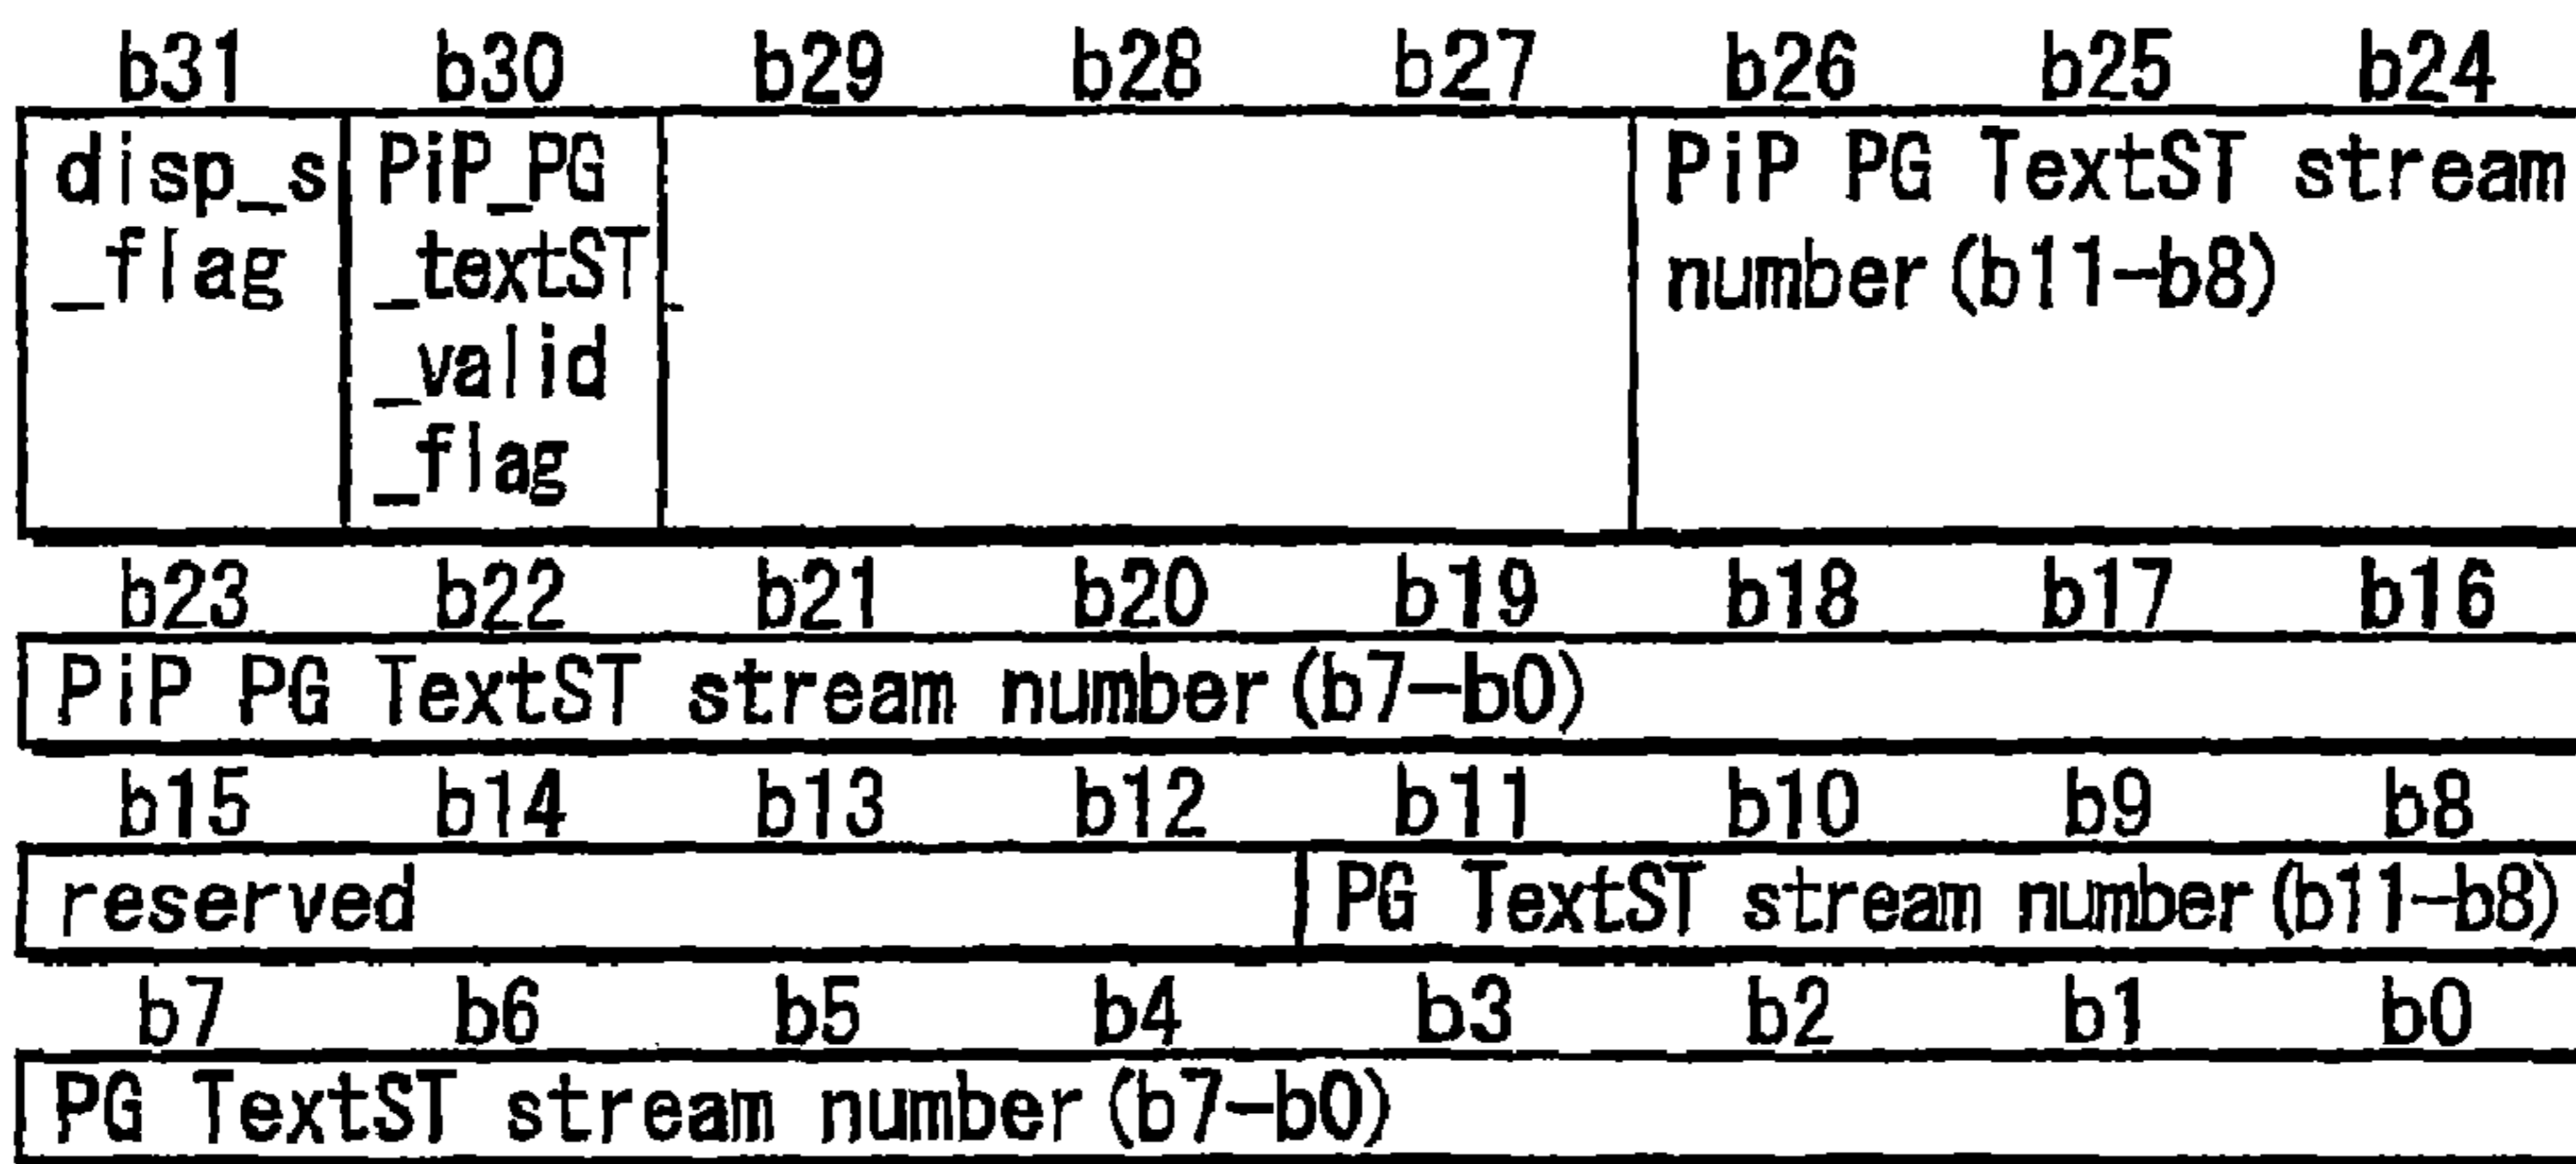 b31 b30 b29 b28 b27 b26 b25 b24
disp_s PiP_PG PiP PG TextST stream
_flag _textST number(b11-b8)
_valid
_flag
b23 b22 b21 b20 b19 b18 b17 b16
PiP PG TextST stream number(b7-b0)
b15 b14 b13 b12 b11 b10 b9 b8
reserved PG TextST stream number(b11-b8)
b7 b6 b5 b4 b3 b2 b1 b0
PG TextST stream number(b7-b0)